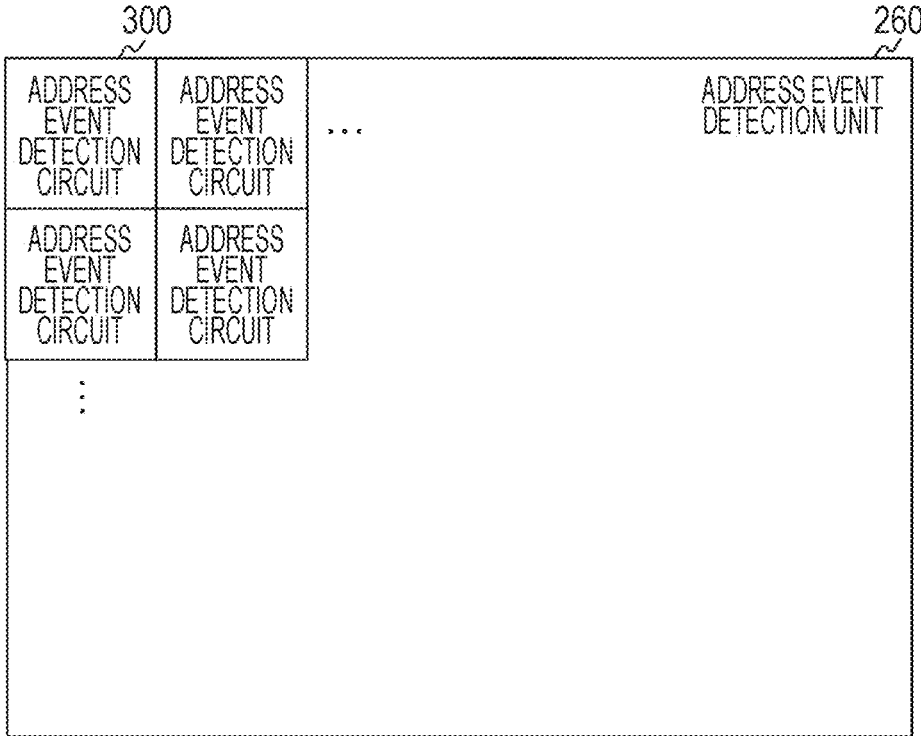 300
260
ADDRESS
EVENT
DETECTION
CIRCUIT
ADDRESS
EVENT
DETECTION
CIRCUIT
...
ADDRESS EVENT
DETECTION UNIT
ADDRESS
EVENT
DETECTION
CIRCUIT
ADDRESS
EVENT
DETECTION
CIRCUIT
...